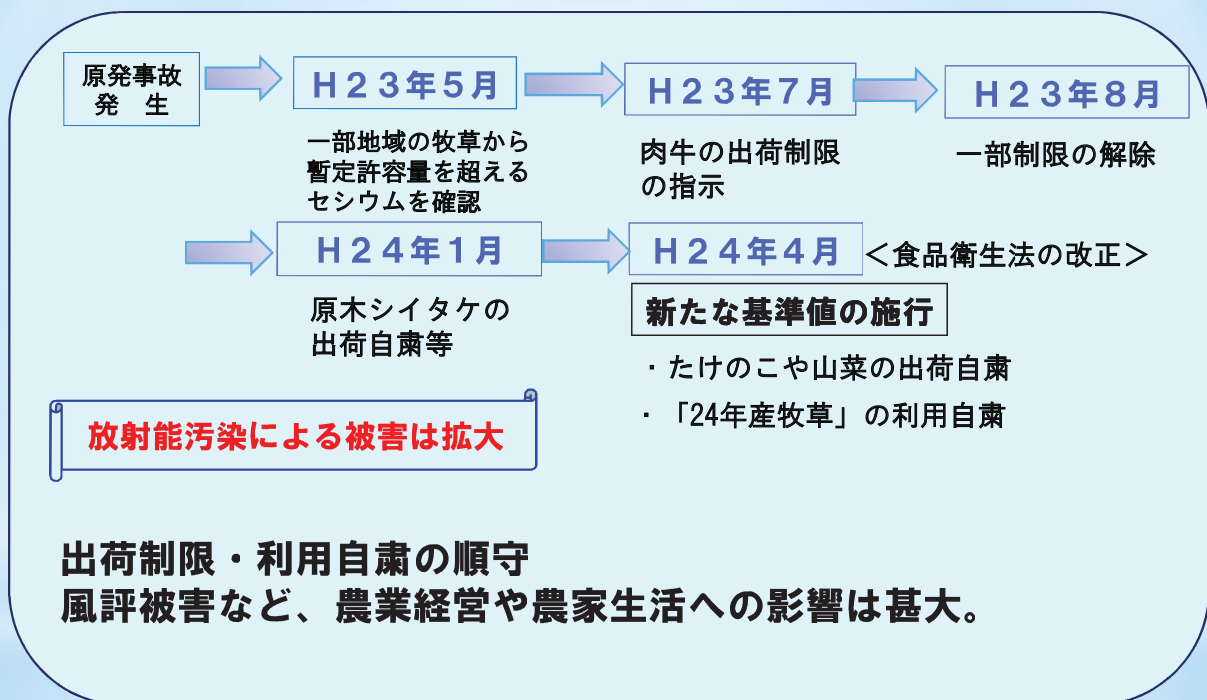 原発事故
発　生
Ｈ２３年５月
一部地域の牧草から
暫定許容量を超える
セシウムを確認
Ｈ２３年７月
肉牛の出荷制限
の指示
Ｈ２３年８月
一部制限の解除
Ｈ２４年１月
原木シイタケの
出荷自粛等
Ｈ２４年４月
＜食品衛生法の改正＞
新たな基準値の施行
・たけのこや山菜の出荷自粛
・「24年産牧草」の利用自粛
放射能汚染による被害は拡大
出荷制限・利用自粛の順守
風評被害など、農業経営や農家生活への影響は甚大。